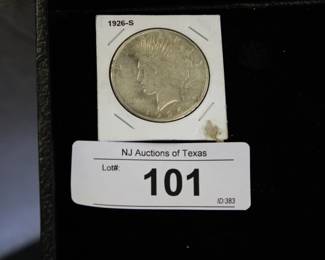 1926-S
NJ Auctions of Texas
Lot#:
101
ID:383